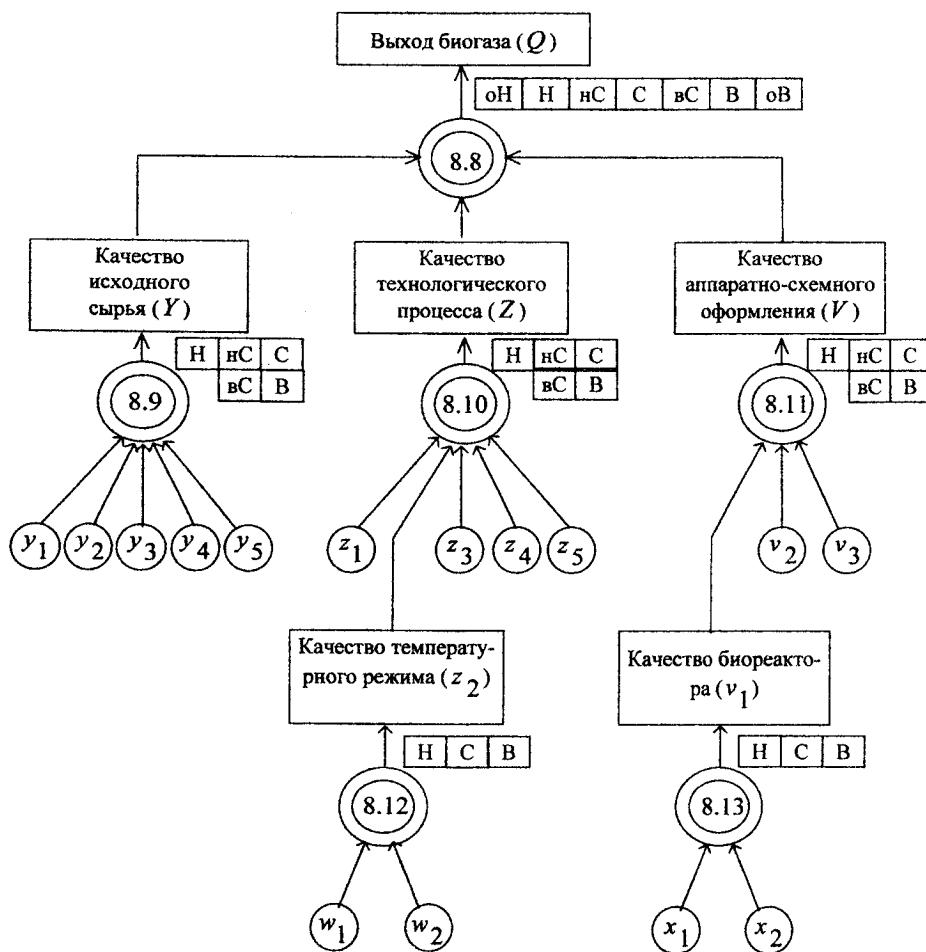 Выход биогаза (Q)
оН Н нС С вС В оВ
8.8
Качество
исходного
сырья (Y)
Качество
технологического
процесса (Z)
Качество
аппаратно-схемного
оформления (V)
Н нС С
вС В
Н нС С
вС В
Н нС С
вС В
8.9
8.10
8.11
y1 y2 y3 y4 y5
z1 z3 z4 z5
v2 v3
Качество температу-
рного режима (z2)
Качество биореакто-
ра (v1)
Н С В
Н С В
8.12
8.13
w1 w2
x1 x2